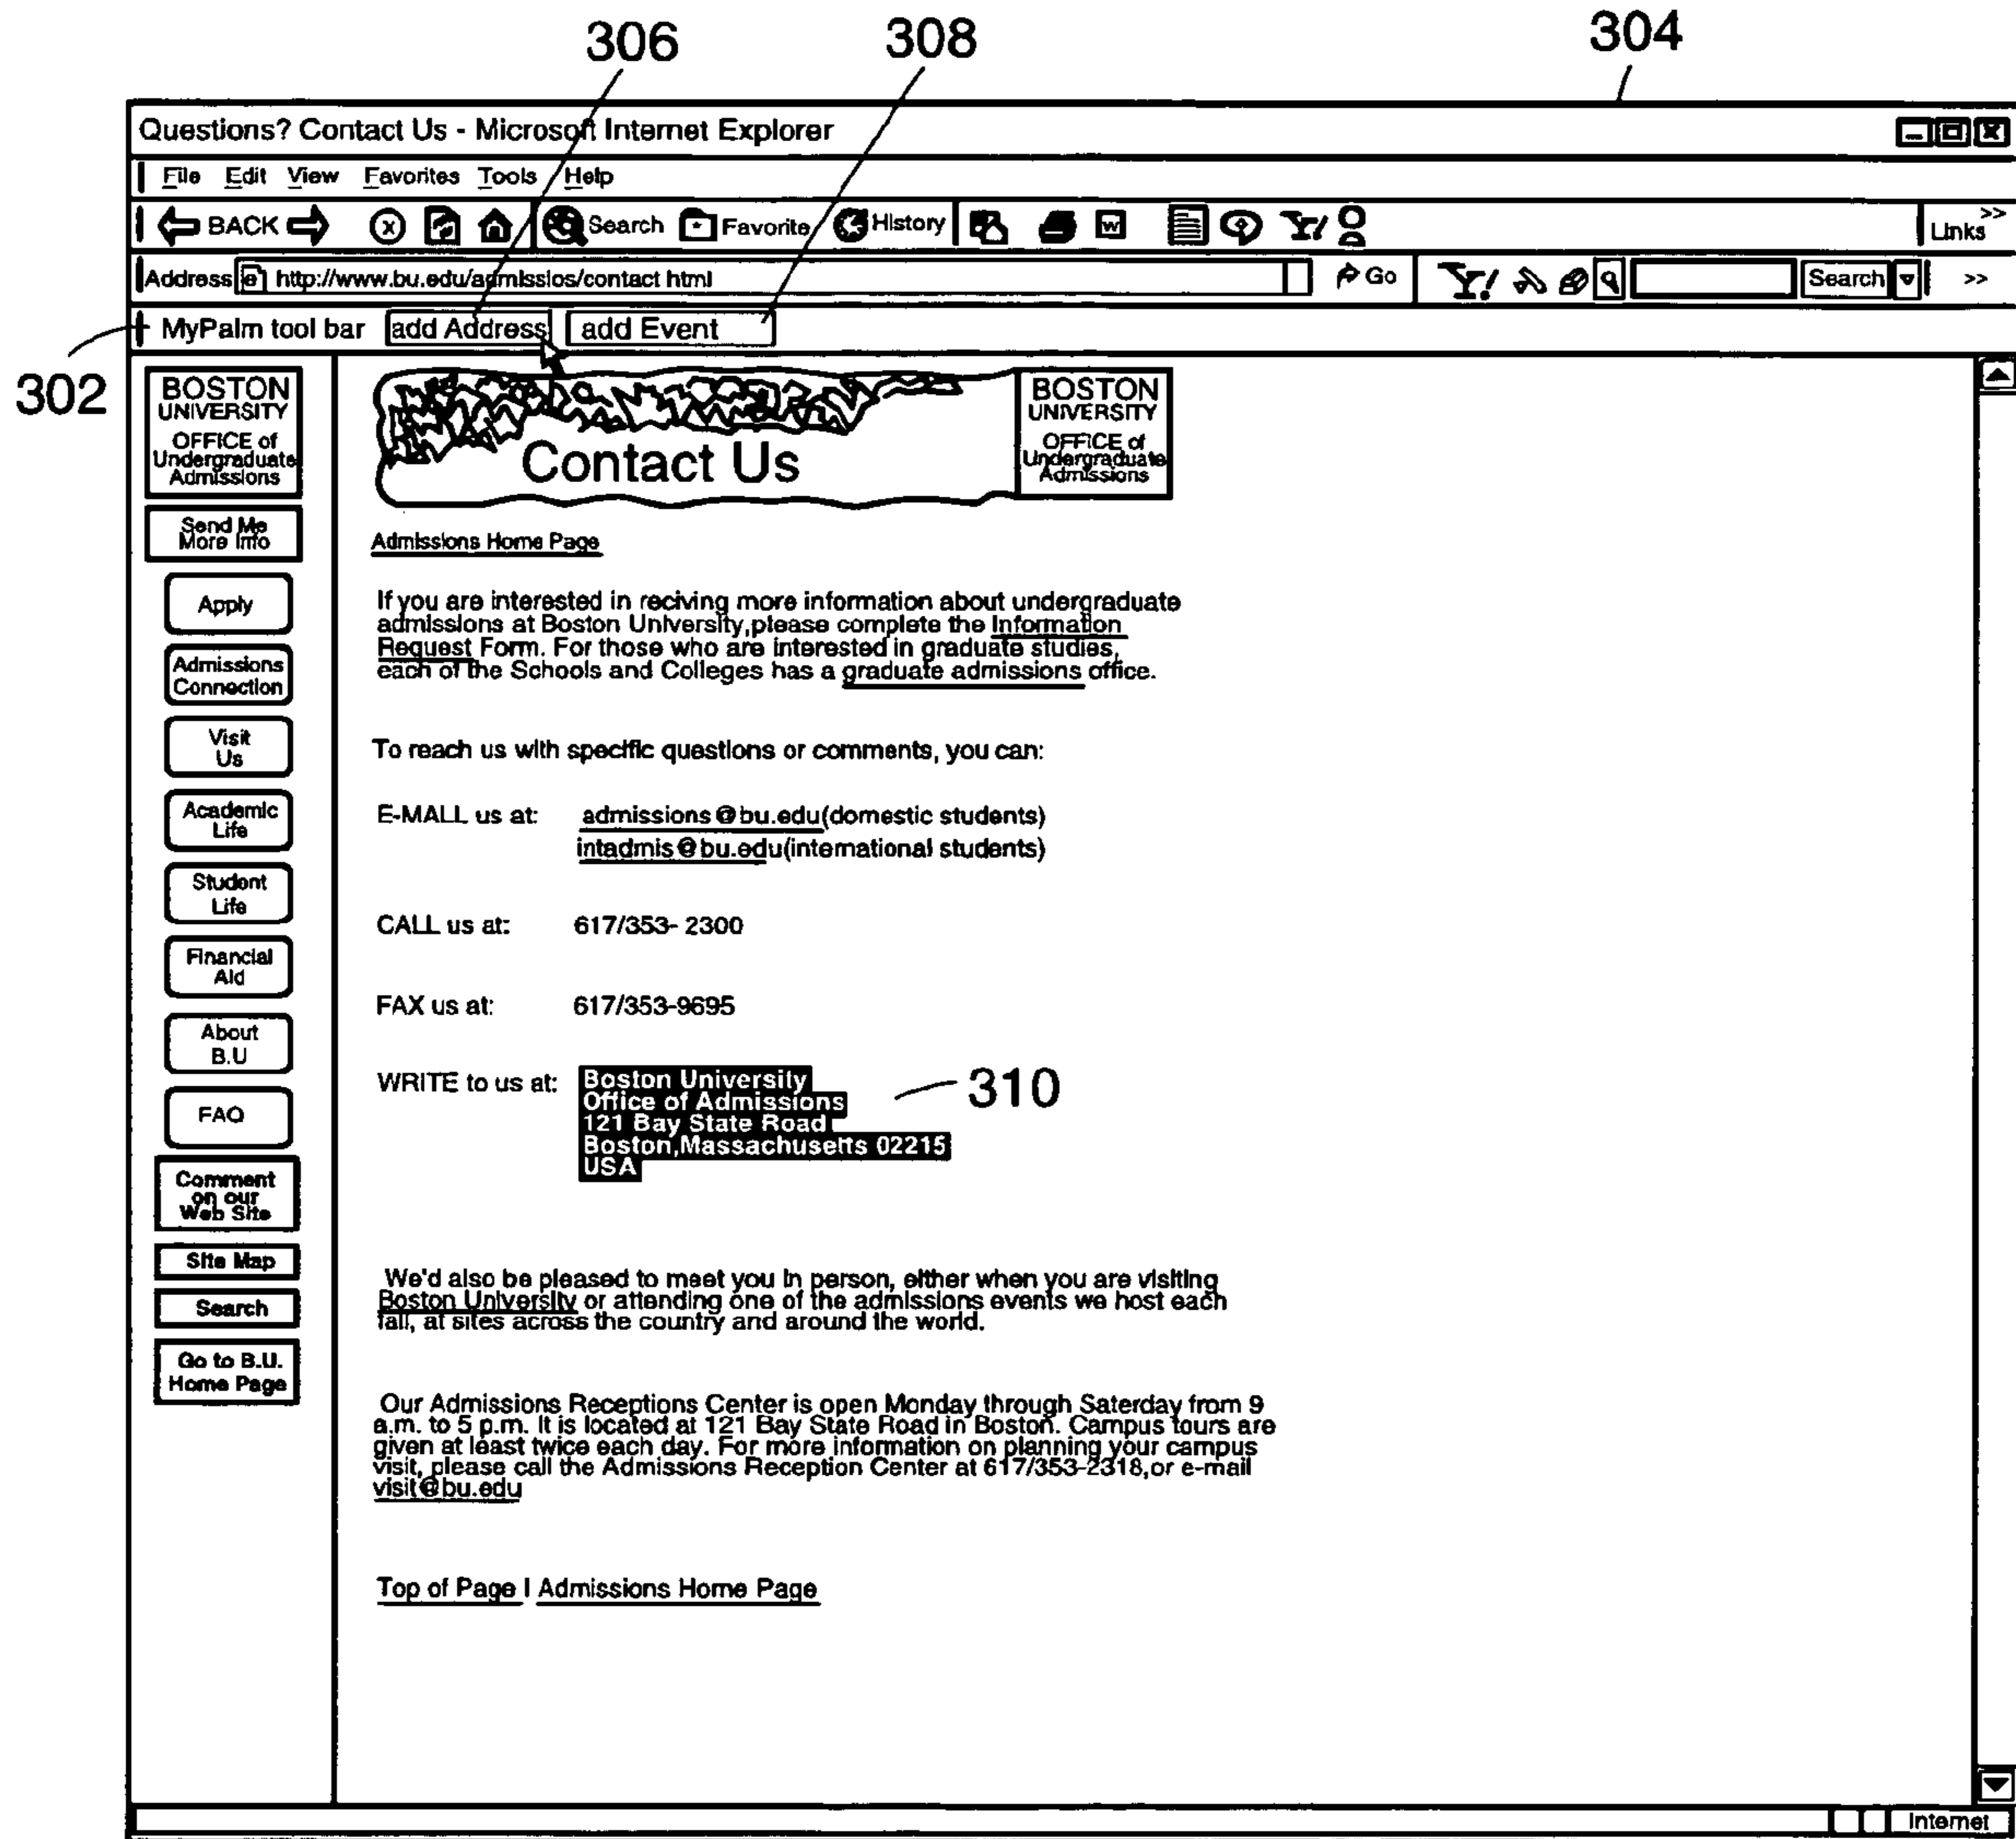 306 308 304
Questions? Contact Us - Microsoft Internet Explorer
File Edit View Favorites Tools Help
BACK Search Favorite History W Y! Links >>
Address e http://www.bu.edu/admissios/contact html Go Y! Search >>
MyPalm tool bar add Address add Event
302
BOSTON
UNIVERSITY
OFFICE of
Undergraduate
Admissions
Send Me
More Info
Apply
Admissions
Connection
Visit
Us
Academic
Life
Student
Life
Financial
Aid
About
B.U
FAQ
Comment
on our
Web Site
Site Map
Search
Go to B.U.
Home Page
Contact Us
BOSTON
UNIVERSITY
OFFICE of
Undergraduate
Admissions
Admissions Home Page
If you are interested in reciving more information about undergraduate
admissions at Boston University,please complete the Information
Request Form. For those who are interested in graduate studies,
each of the Schools and Colleges has a graduate admissions office.
To reach us with specific questions or comments, you can:
E-MALL us at: admissions@bu.edu(domestic students)
intadmis@bu.edu(international students)
CALL us at: 617/353- 2300
FAX us at: 617/353-9695
WRITE to us at: Boston University
Office of Admissions
121 Bay State Road
Boston,Massachusetts 02215
USA
310
We'd also be pleased to meet you in person, either when you are visiting
Boston University or attending one of the admissions events we host each
fall, at sites across the country and around the world.
Our Admissions Receptions Center is open Monday through Saterday from 9
a.m. to 5 p.m. It is located at 121 Bay State Road in Boston. Campus tours are
given at least twice each day. For more information on planning your campus
visit, please call the Admissions Reception Center at 617/353-2318,or e-mail
visit@bu.edu
Top of Page I Admissions Home Page
Internet